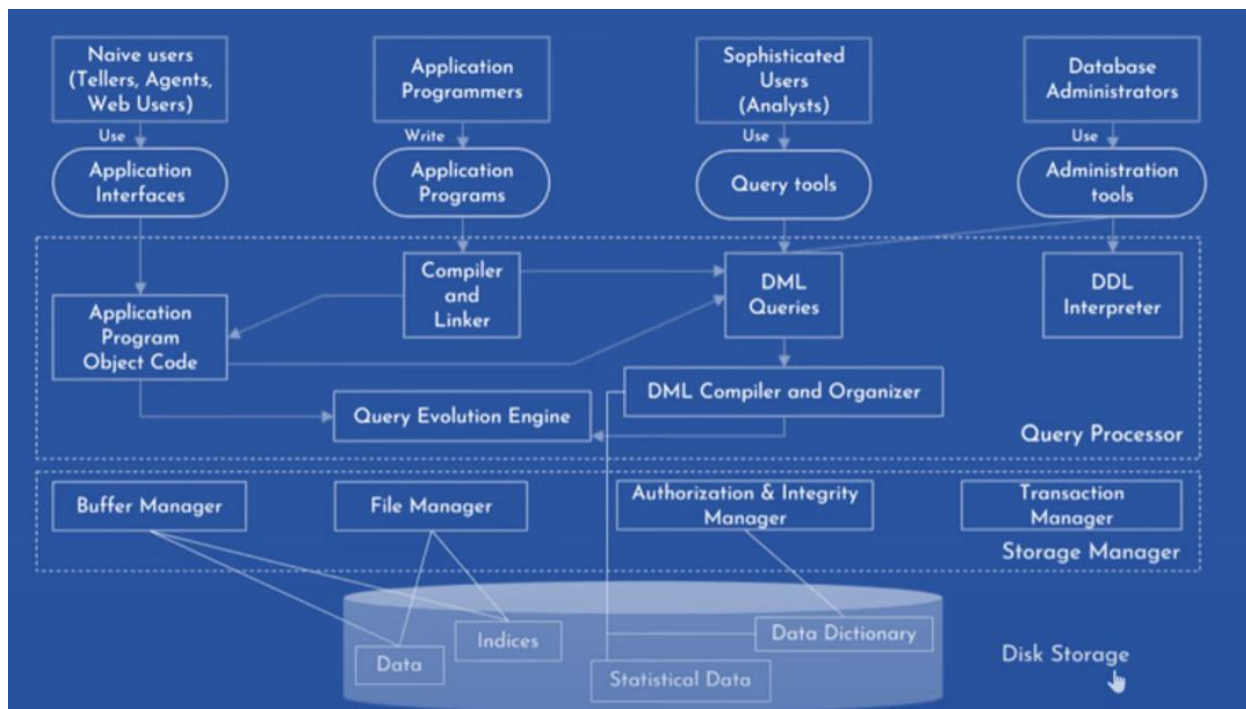 Naive users
(Tellers, Agents,
Web Users)
Application
Programmers
Sophisticated
Users
(Analysts)
Database
Administrators
Use
Write
Use
Use
Application
Interfaces
Application
Programs
Query tools
Administration
tools
Compiler
and
Linker
DML
Queries
DDL
Interpreter
Application
Program
Object Code
DML Compiler and Organizer
Query Evolution Engine
Query Processor
Buffer Manager
File Manager
Authorization & Integrity
Manager
Transaction
Manager
Storage Manager
Indices
Data Dictionary
Data
Statistical Data
Disk Storage